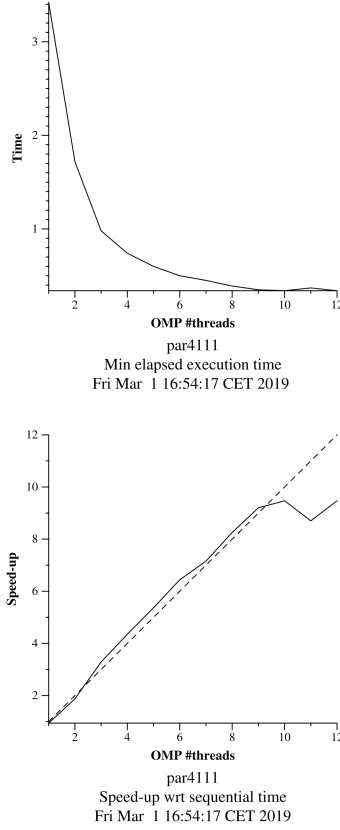 3
2
1
Time
2 4 6 8 10 12
OMP #threads
par4111
Min elapsed execution time
Fri Mar  1 16:54:17 CET 2019
12
10
8
6
4
2
Speed-up
2 4 6 8 10 12
OMP #threads
par4111
Speed-up wrt sequential time
Fri Mar  1 16:54:17 CET 2019